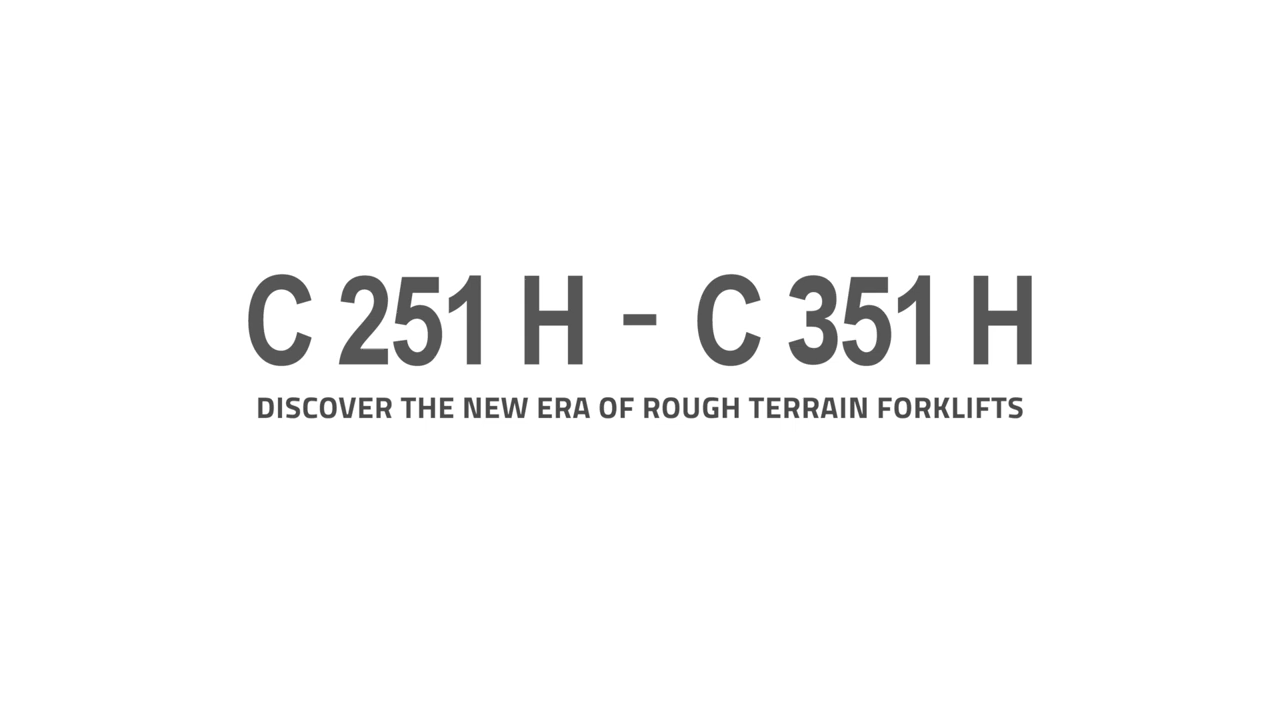 C 251 H - C 351 H
DISCOVER THE NEW ERA OF ROUGH TERRAIN FORKLIFTS